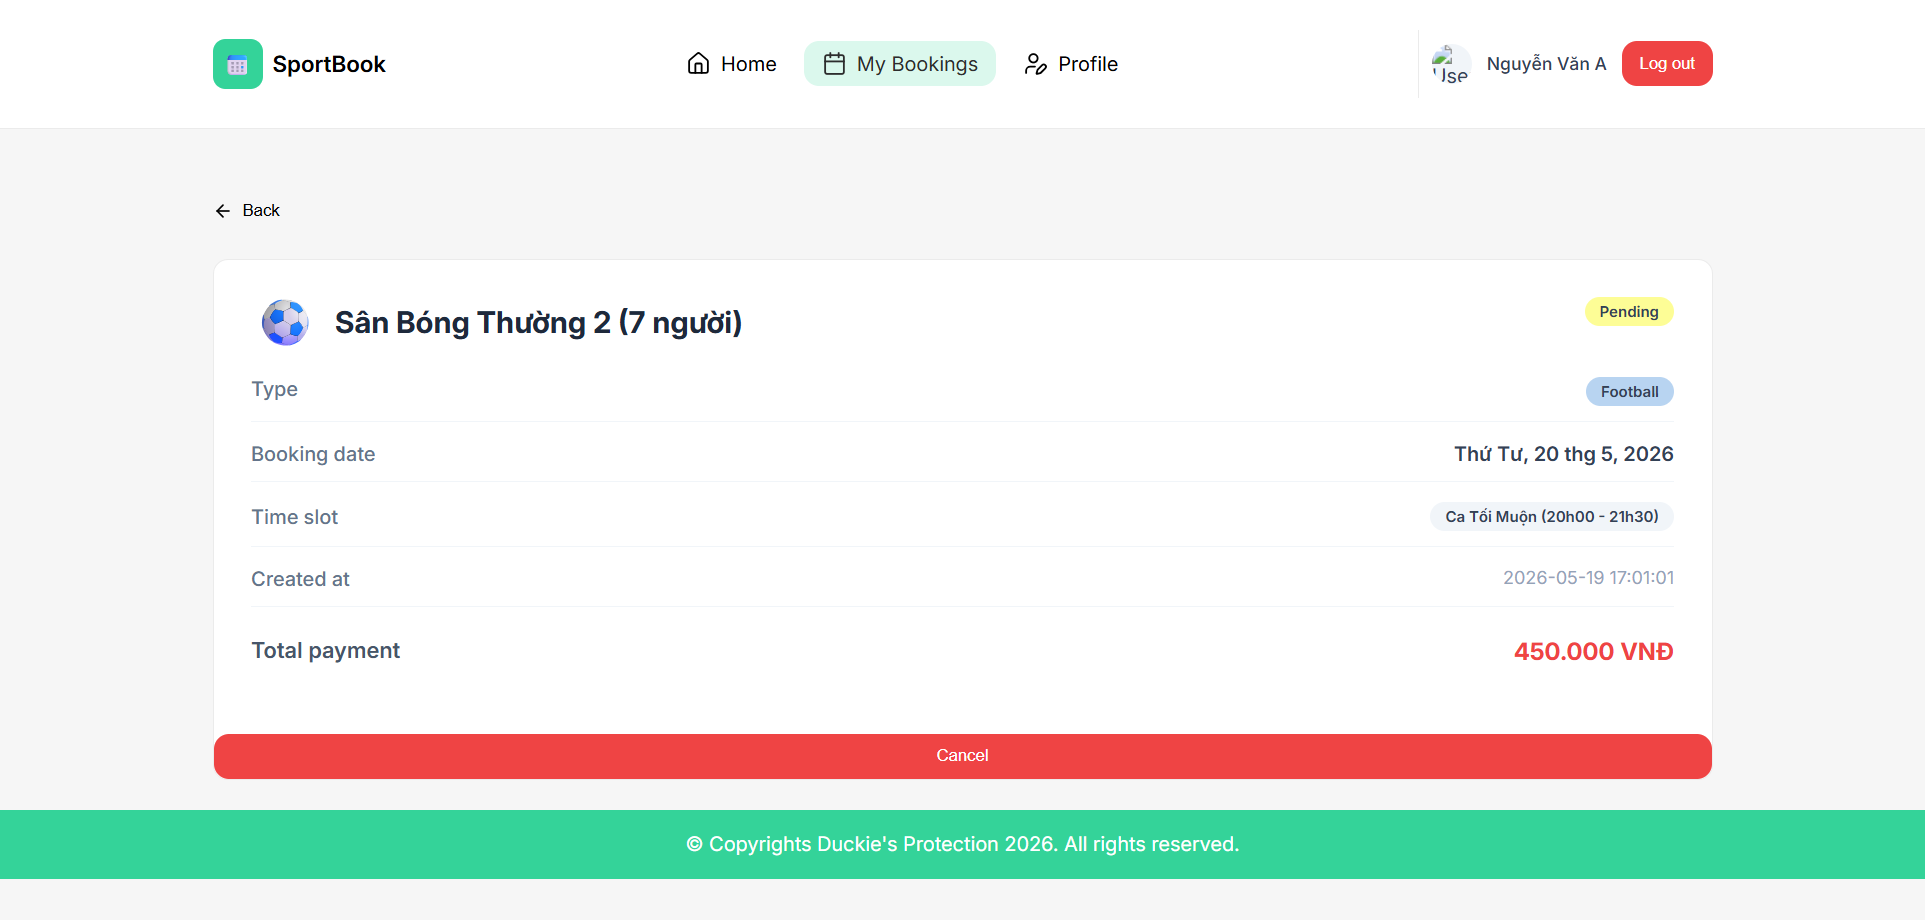 SportBook
Home
My Bookings
Profile
Use
Nguyễn Văn A
Log out
Back
Sân Bóng Thường 2 (7 người)
Pending
Type
Football
Booking date
Thứ Tư, 20 thg 5, 2026
Time slot
Ca Tối Muộn (20h00 - 21h30)
Created at
2026-05-19 17:01:01
Total payment
450.000 VNĐ
Cancel
© Copyrights Duckie's Protection 2026. All rights reserved.